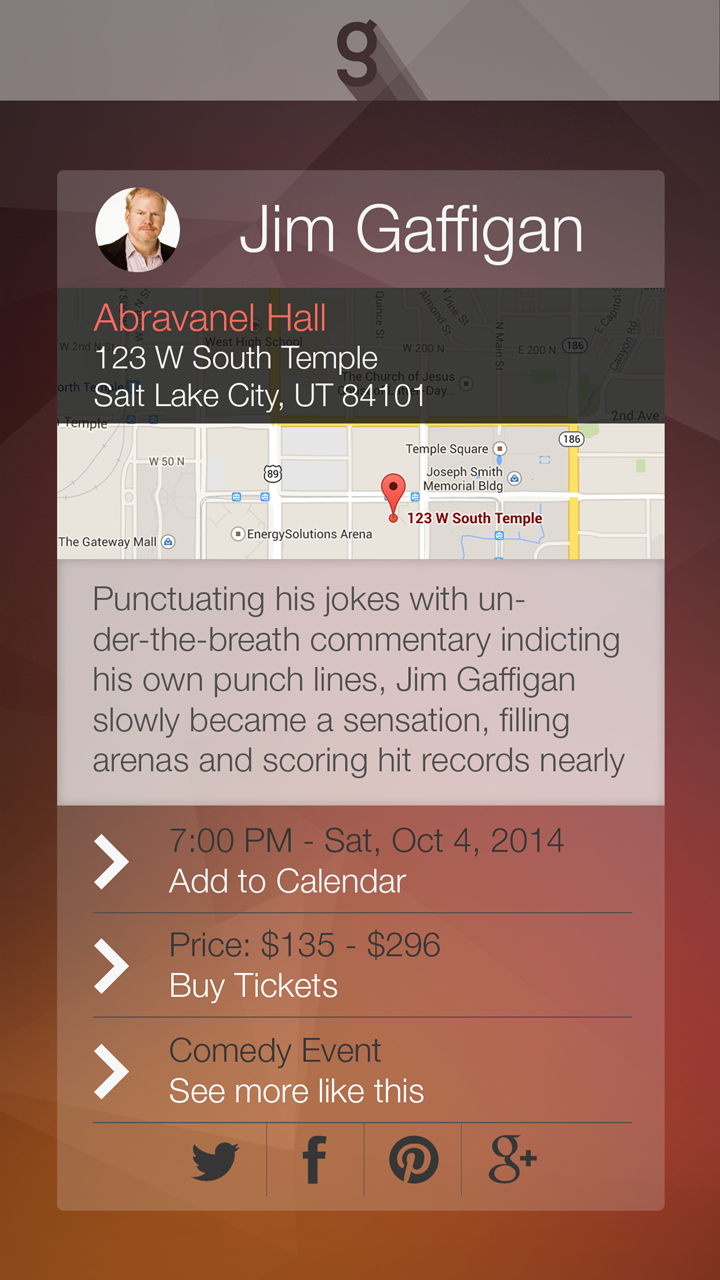 g
Jim Gaffigan
Abravanel Hall
123 W South Temple
Salt Lake City, UT 84101
Quince St
Almond St
N Main St
E Capitol
Canyon Rd
W 2nd N St
West High School
W 200 N
E 200 N
186
The Church of Jesus
Day...
orth Temple
2nd Ave
Temple
Temple Square
186
W 50 N
89
Joseph Smith
Memorial Bldg
123 W South Temple
EnergySolutions Arena
The Gateway Mall
Punctuating his jokes with un-
der-the-breath commentary indicting
his own punch lines, Jim Gaffigan
slowly became a sensation, filling
arenas and scoring hit records nearly
7:00 PM - Sat, Oct 4, 2014
Add to Calendar
Price: $135 - $296
Buy Tickets
Comedy Event
See more like this
f
g+